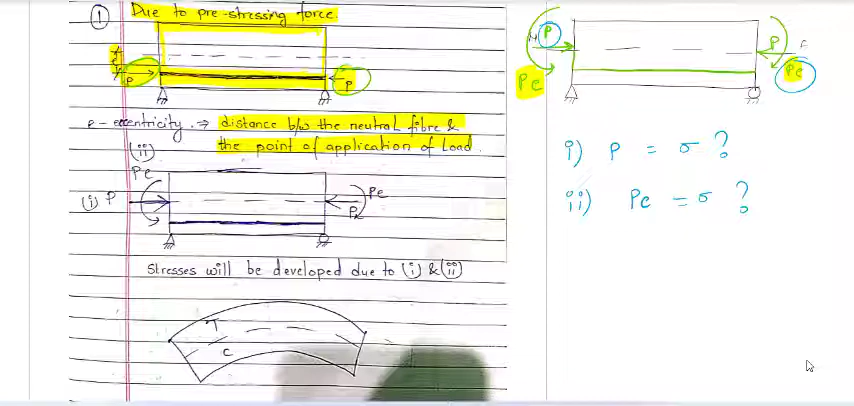 ① Due to pre-stressing force.
e
P
P
e - eccentricity. → distance b/w the neutral fibre &
the point of application of Load.
(ii)
Pe
(i) P
Pe
P
Stresses will be developed due to (i) & (ii)
T
C
N
P
P
A
Pe
Pe
i) P = σ ?
ii) Pe = σ ?